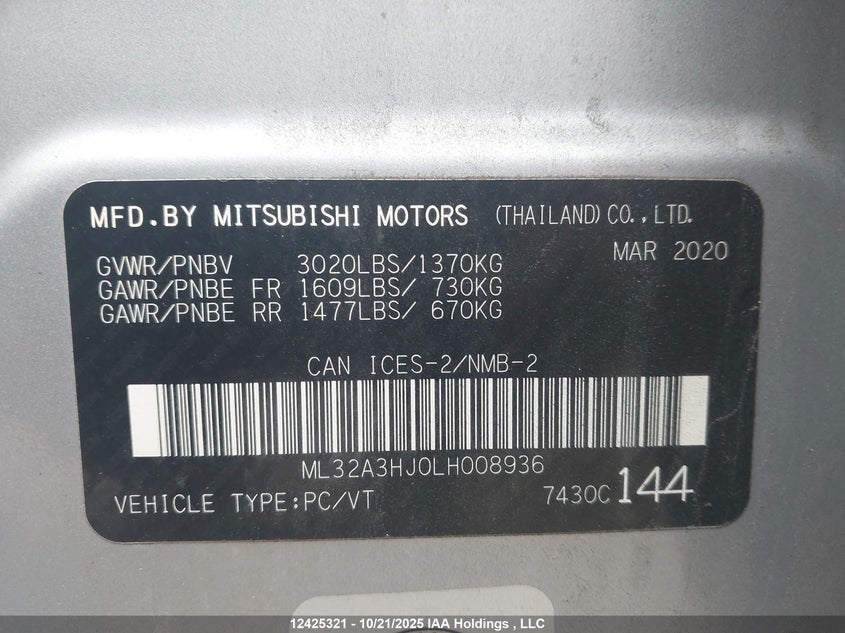 MFD.BY MITSUBISHI MOTORS (THAILAND) CO., LTD.
MAR 2020
GVWR/PNBV 3020LBS/1370KG
GAWR/PNBE FR 1609LBS/ 730KG
GAWR/PNBE RR 1477LBS/ 670KG
CAN ICES-2/NMB-2
ML32A3HJ0LH008936
VEHICLE TYPE:PC/VT 7430C 144
12425321 - 10/21/2025 IAA Holdings , LLC